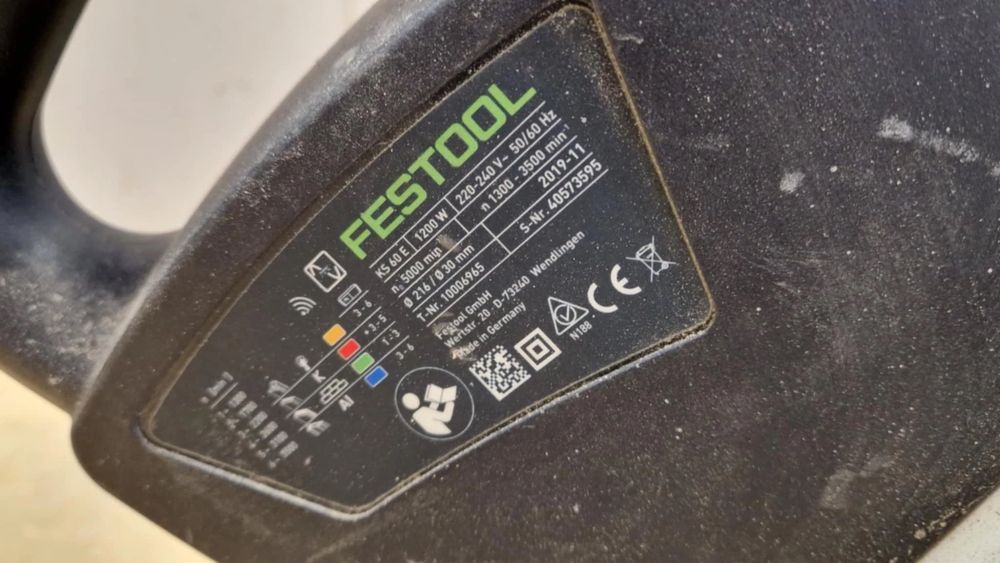 FESTOOL
KS 60 E | 1200 W | 220-240 V~ 50/60 Hz
n₀ 5000 min⁻¹ n 1300 - 3500 min⁻¹
Ø 216 / Ø 30 mm 2019-11
T-Nr. 10006965 S-Nr. 40573595
Festool GmbH
Wertstr. 20 · D-73240 Wendlingen
Made in Germany
3 - 6
3 - 5
1 - 3
3 - 6
Al
N188
CE